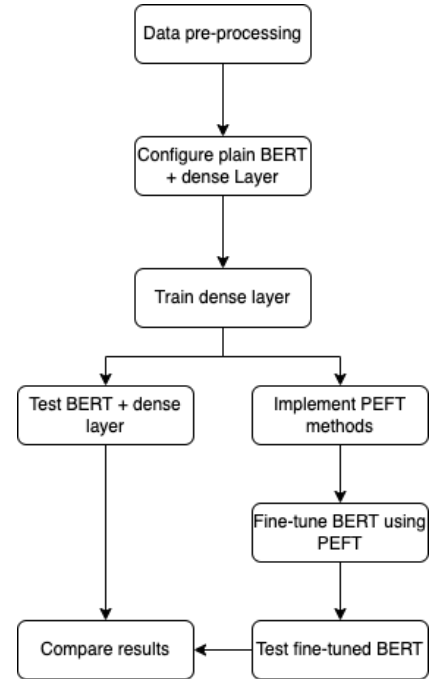 Data pre-processing
Configure plain BERT
+ dense Layer
Train dense layer
Test BERT + dense
layer
Implement PEFT
methods
Fine-tune BERT using
PEFT
Compare results
Test fine-tuned BERT